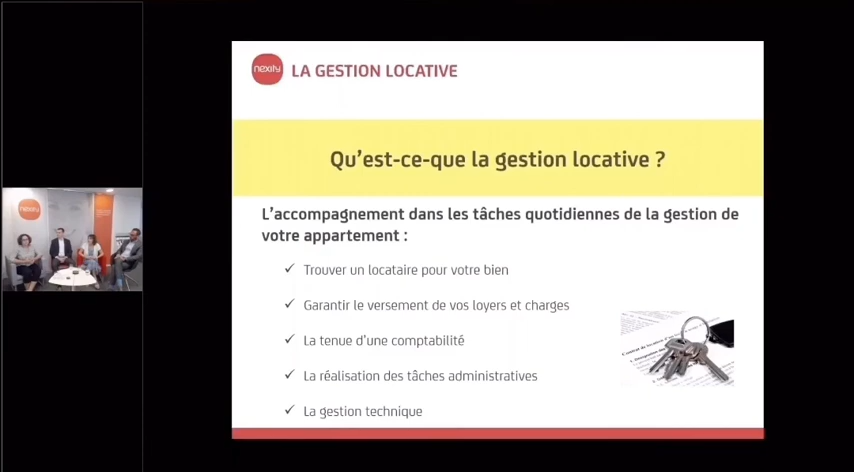 nexity LA GESTION LOCATIVE
Qu’est-ce-que la gestion locative ?
L’accompagnement dans les tâches quotidiennes de la gestion de
votre appartement :
✓ Trouver un locataire pour votre bien
✓ Garantir le versement de vos loyers et charges
✓ La tenue d’une comptabilité
✓ La réalisation des tâches administratives
✓ La gestion technique
nexity